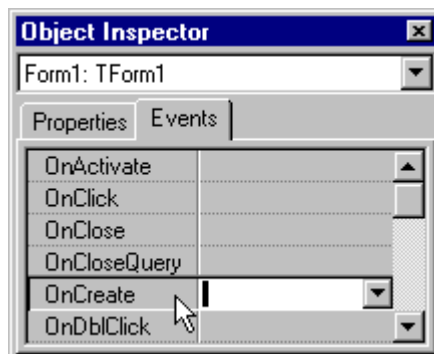 Object Inspector
Form1: TForm1
Properties Events
OnActivate
OnClick
OnClose
OnCloseQuery
OnCreate
OnDblClick